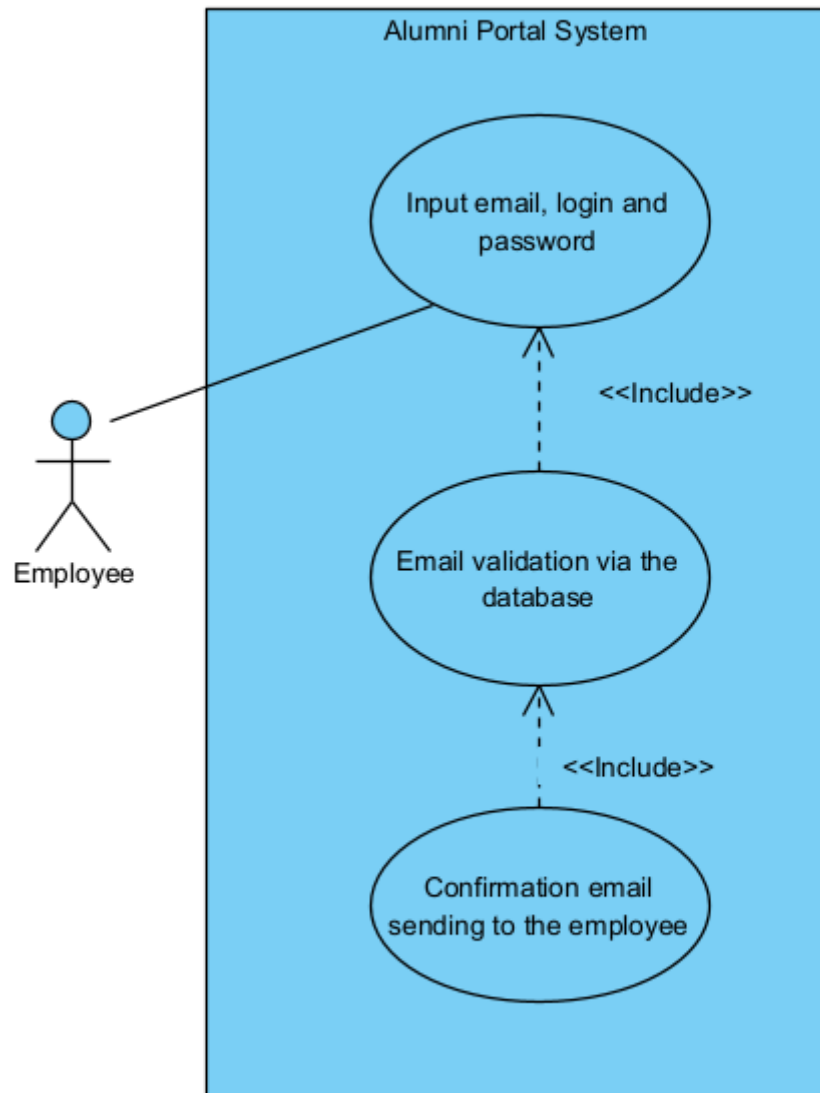 Alumni Portal System
Input email, login and
password
<<Include>>
Employee
Email validation via the
database
<<Include>>
Confirmation email
sending to the employee